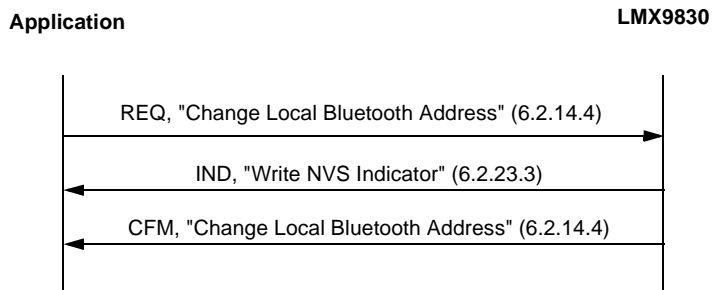 Application
LMX9830
REQ, "Change Local Bluetooth Address" (6.2.14.4)
IND, "Write NVS Indicator" (6.2.23.3)
CFM, "Change Local Bluetooth Address" (6.2.14.4)